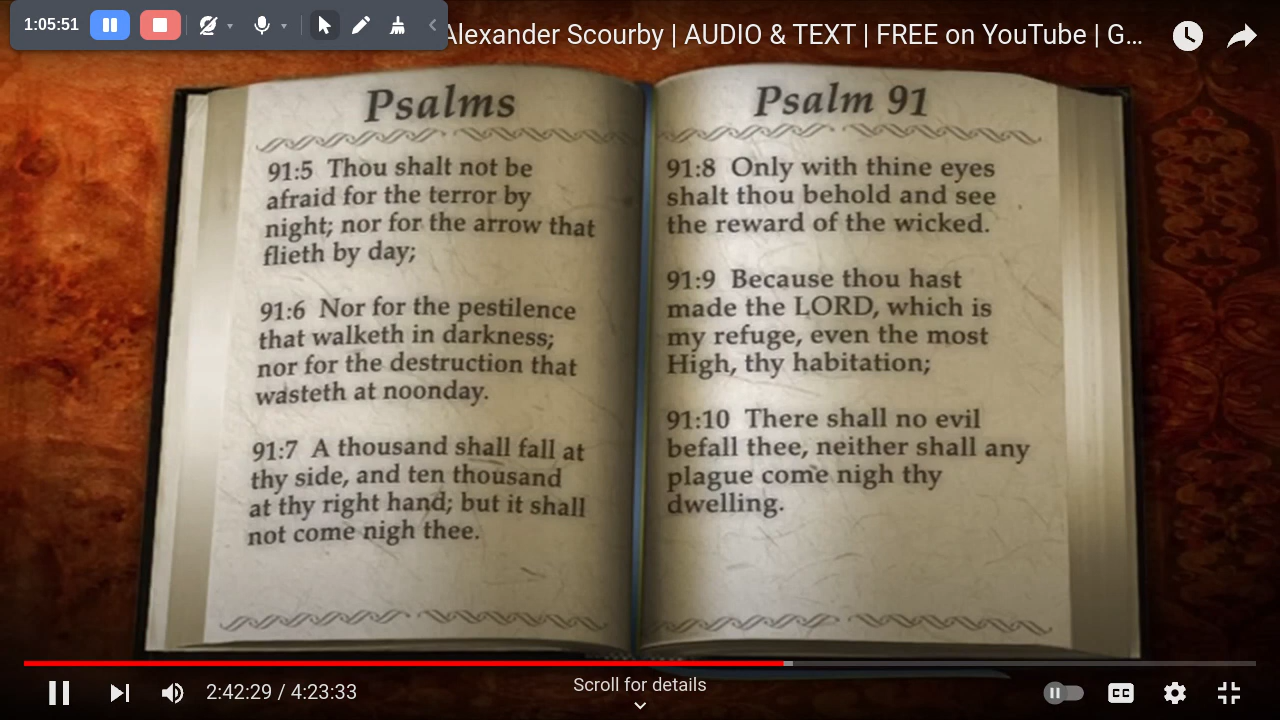 1:05:51
Alexander Scourby | AUDIO & TEXT | FREE on YouTube | G...
Psalms
91:5 Thou shalt not be
afraid for the terror by
night; nor for the arrow that
flieth by day;
91:6 Nor for the pestilence
that walketh in darkness;
nor for the destruction that
wasteth at noonday.
91:7 A thousand shall fall at
thy side, and ten thousand
at thy right hand; but it shall
not come nigh thee.
Psalm 91
91:8 Only with thine eyes
shalt thou behold and see
the reward of the wicked.
91:9 Because thou hast
made the LORD, which is
my refuge, even the most
High, thy habitation;
91:10 There shall no evil
befall thee, neither shall any
plague come nigh thy
dwelling.
2:42:29 / 4:23:33
Scroll for details
CC